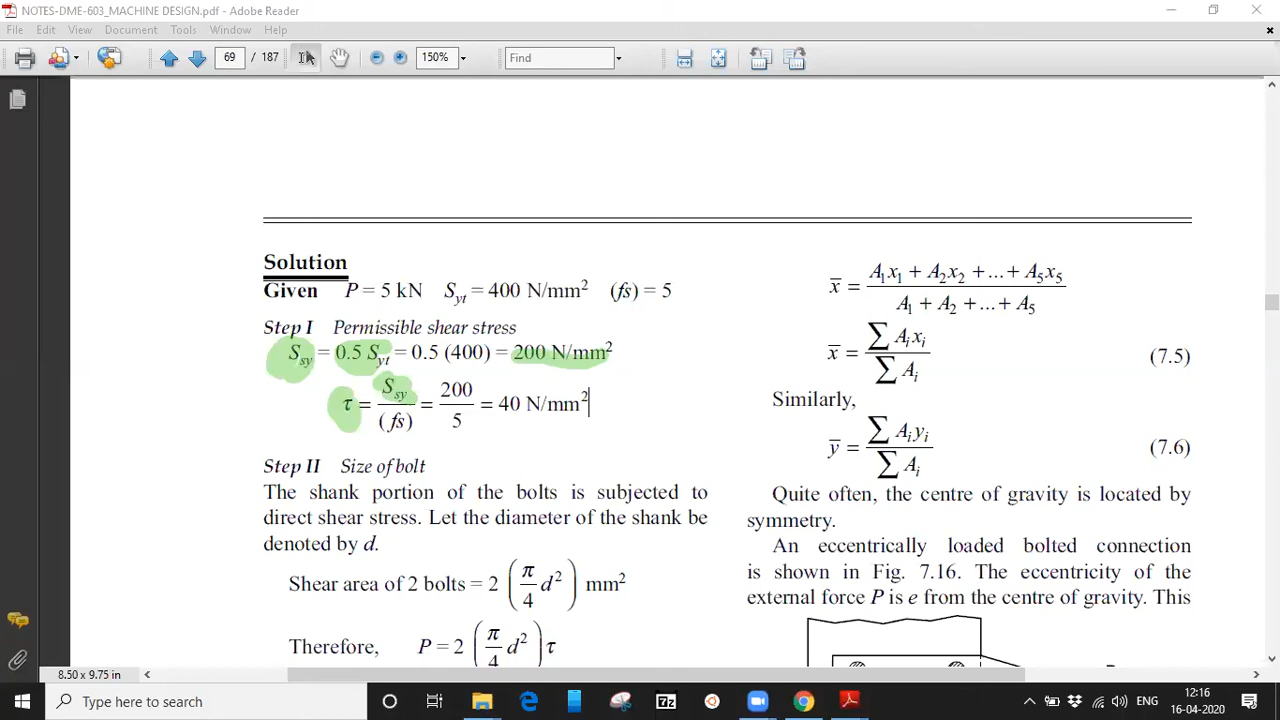 NOTES-DME-603_MACHINE DESIGN.pdf - Adobe Reader
File Edit View Document Tools Window Help
69 / 187 150% Find
Solution
Given P = 5 kN S_yt = 400 N/mm² (fs) = 5
Step I Permissible shear stress
S_sy = 0.5 S_yt = 0.5 (400) = 200 N/mm²
τ = S_sy / (fs) = 200 / 5 = 40 N/mm²
Step II Size of bolt
The shank portion of the bolts is subjected to
direct shear stress. Let the diameter of the shank be
denoted by d.
Shear area of 2 bolts = 2 (π/4 d²) mm²
Therefore, P = 2 (π/4 d²) τ
x̄ = (A₁x₁ + A₂x₂ + ... + A₅x₅) / (A₁ + A₂ + ... + A₅)
x̄ = ∑ Aᵢxᵢ / ∑ Aᵢ (7.5)
Similarly,
ȳ = ∑ Aᵢyᵢ / ∑ Aᵢ (7.6)
Quite often, the centre of gravity is located by
symmetry.
An eccentrically loaded bolted connection
is shown in Fig. 7.16. The eccentricity of the
external force P is e from the centre of gravity. This
8.50 x 9.75 in
Type here to search
7z
ENG
12:16
16-04-2020